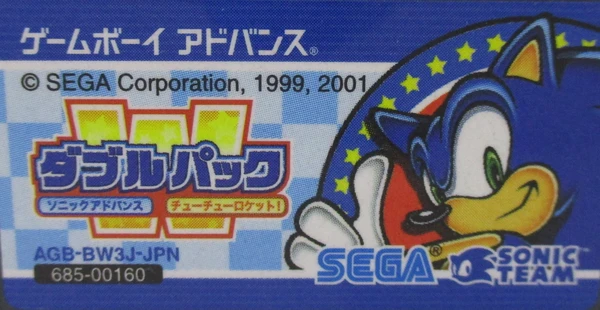 ゲームボーイ アドバンス®
© SEGA Corporation, 1999, 2001
W
ダブルパック
ソニックアドバンス チューチューロケット!
AGB-BW3J-JPN
685-00160
SEGA SONIC TEAM